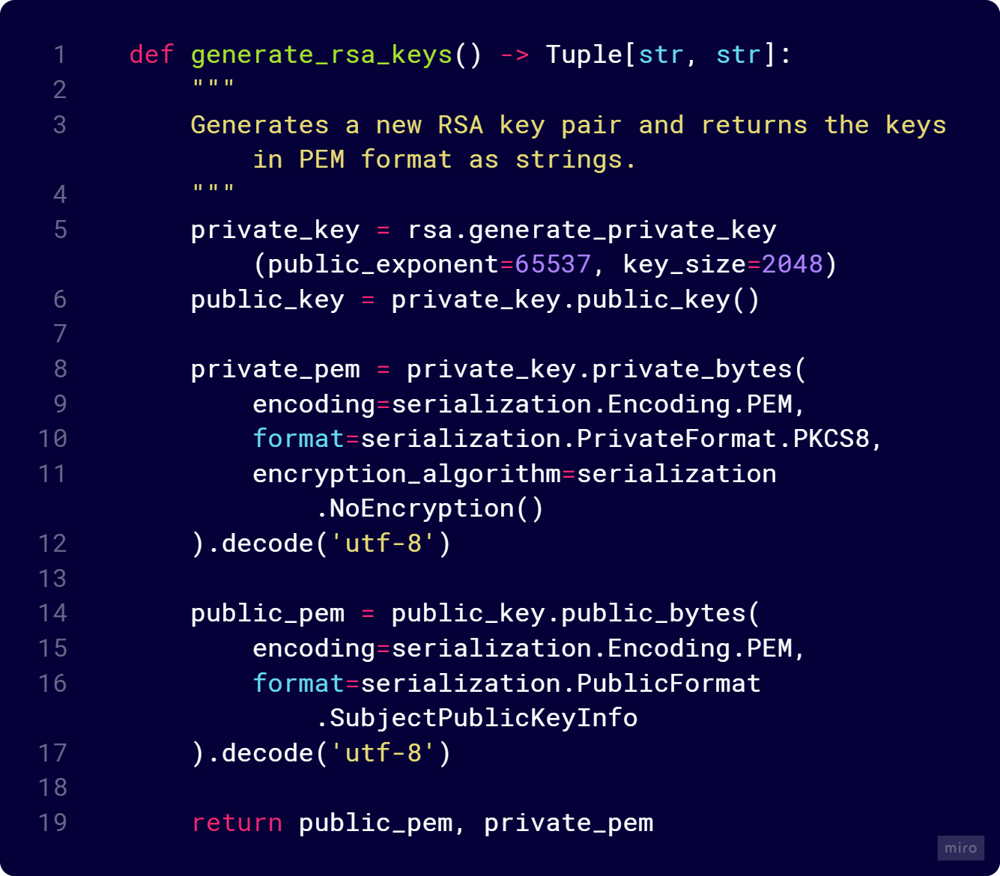 1 def generate_rsa_keys() -> Tuple[str, str]:
2 """
3 Generates a new RSA key pair and returns the keys
in PEM format as strings.
4 """
5 private_key = rsa.generate_private_key
(public_exponent=65537, key_size=2048)
6 public_key = private_key.public_key()
7
8 private_pem = private_key.private_bytes(
9 encoding=serialization.Encoding.PEM,
10 format=serialization.PrivateFormat.PKCS8,
11 encryption_algorithm=serialization
.NoEncryption()
12 ).decode('utf-8')
13
14 public_pem = public_key.public_bytes(
15 encoding=serialization.Encoding.PEM,
16 format=serialization.PublicFormat
.SubjectPublicKeyInfo
17 ).decode('utf-8')
18
19 return public_pem, private_pem
miro